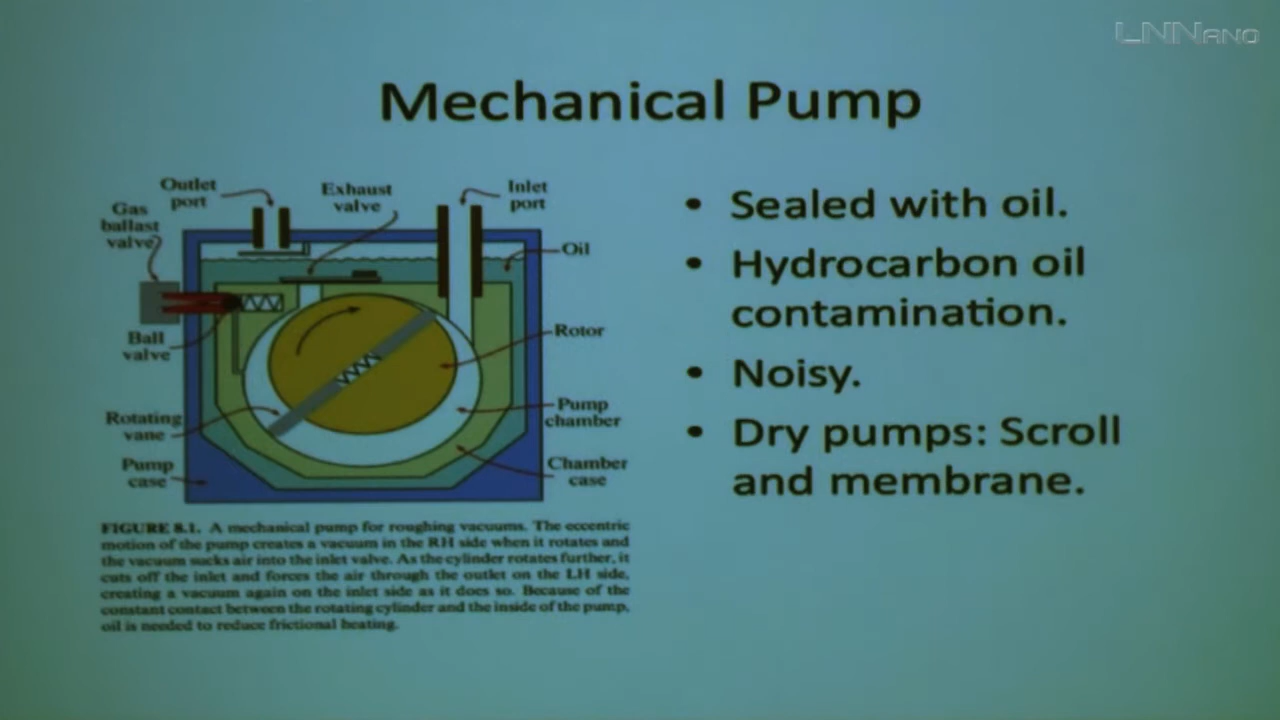 LNNANO
Mechanical Pump
Outlet
port
Exhaust
valve
Inlet
port
Gas
ballast
valve
Oil
Ball
valve
Rotor
Rotating
vane
Pump
chamber
Pump
case
Chamber
case
FIGURE 8.1. A mechanical pump for roughing vacuums. The eccentric
motion of the pump creates a vacuum in the RH side when it rotates and
the vacuum sucks air into the inlet valve. As the cylinder rotates further, it
cuts off the inlet and forces the air through the outlet on the LH side,
creating a vacuum again on the inlet side as it does so. Because of the
constant contact between the rotating cylinder and the inside of the pump,
oil is needed to reduce frictional heating.
• Sealed with oil.
• Hydrocarbon oil
contamination.
• Noisy.
• Dry pumps: Scroll
and membrane.